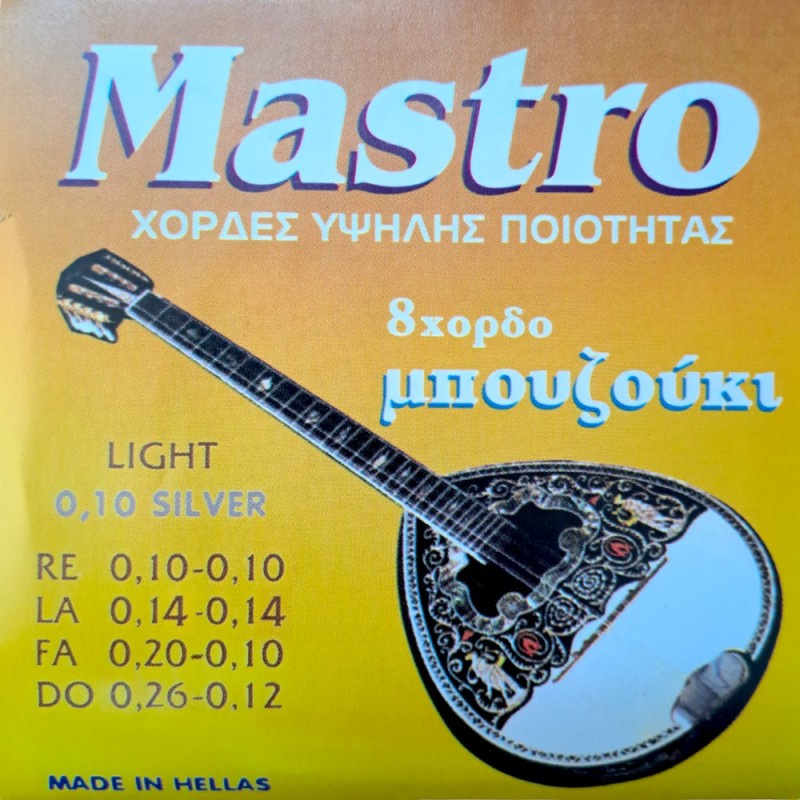 Mastro
ΧΟΡΔΕΣ ΥΨΗΛΗΣ ΠΟΙΟΤΗΤΑΣ
8χορδο
μπουζούκι
LIGHT
0,10 SILVER
RE 0,10-0,10
LA 0,14-0,14
FA 0,20-0,10
DO 0,26-0,12
MADE IN HELLAS